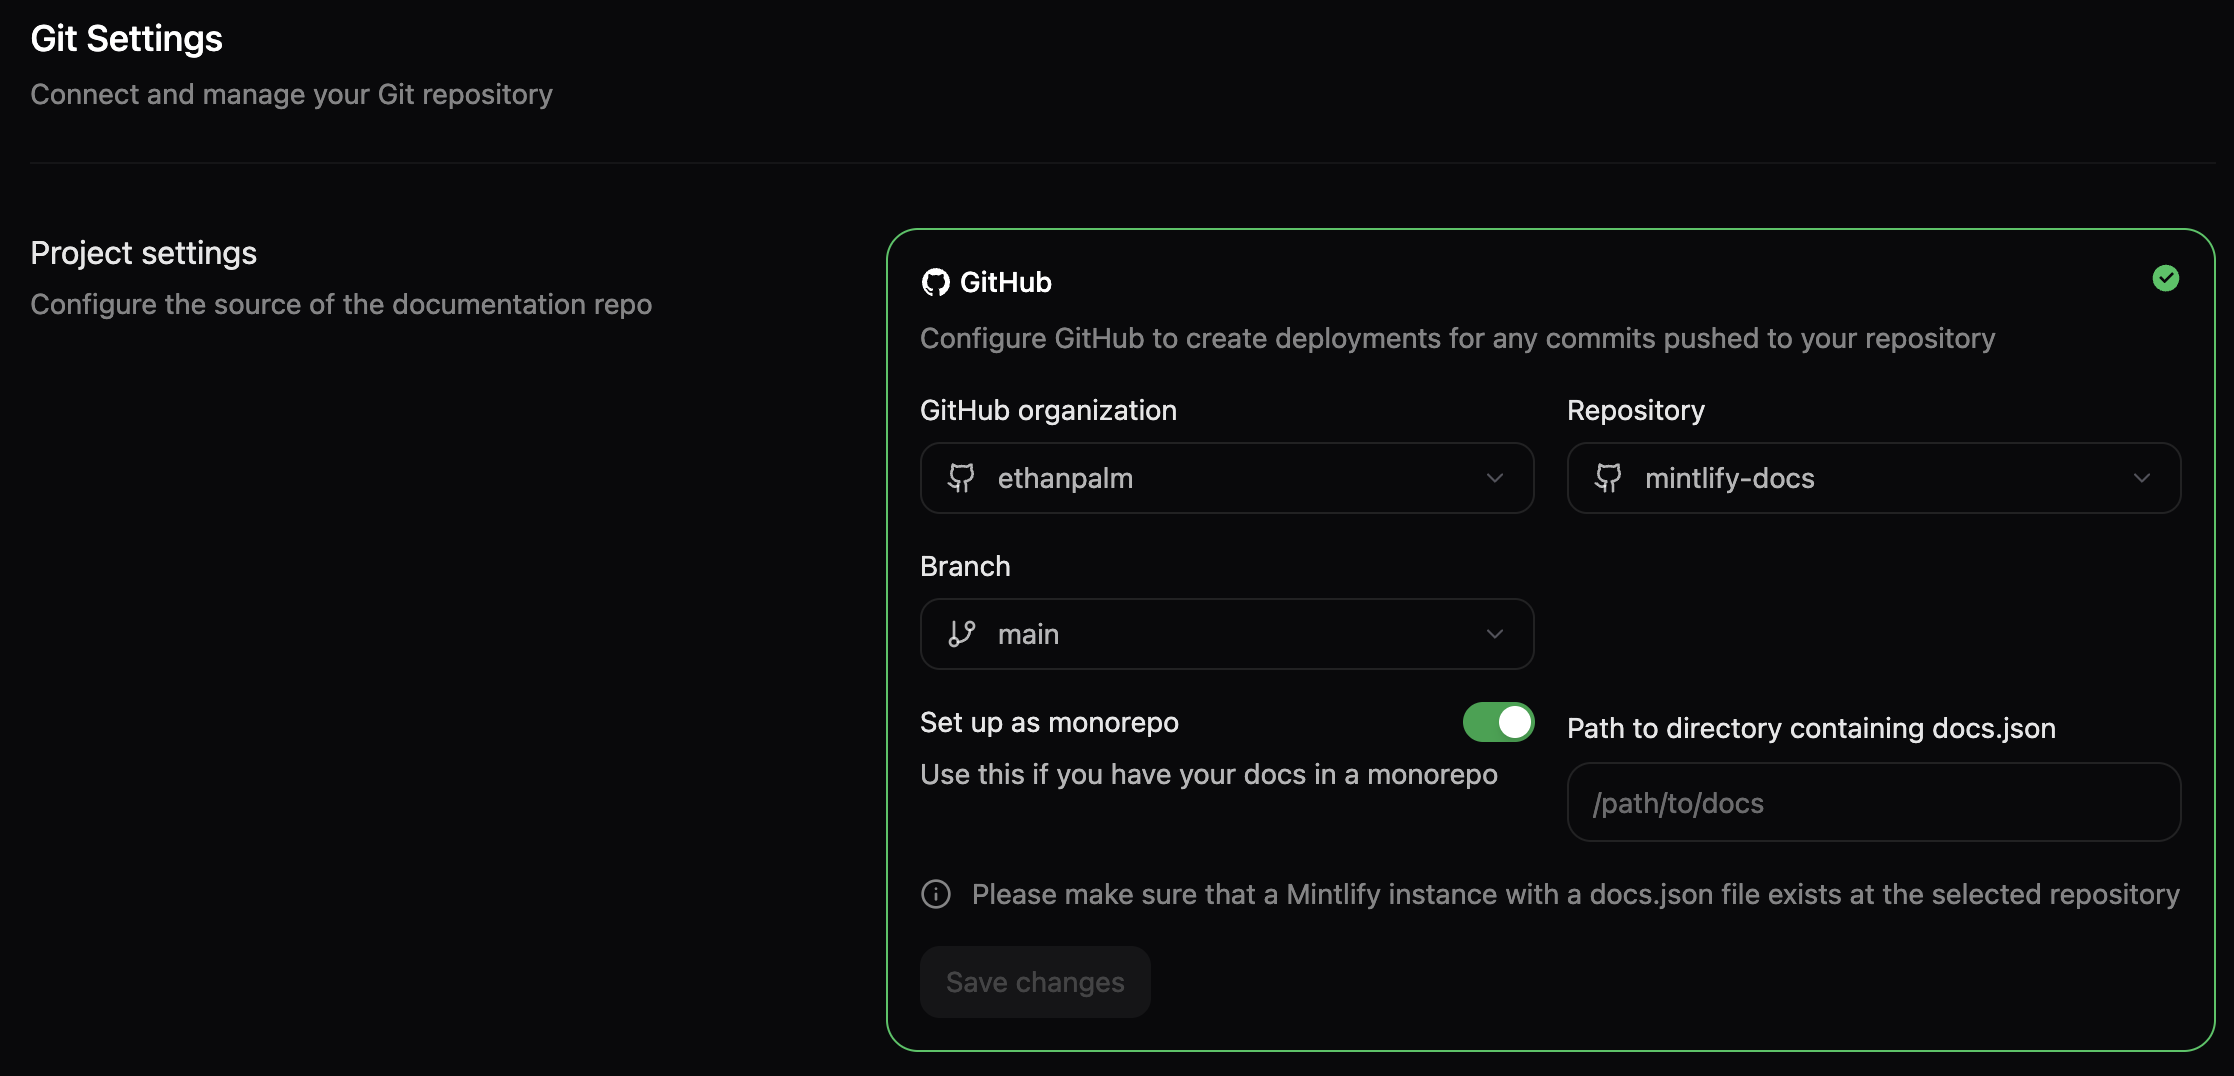 Git Settings
Connect and manage your Git repository
Project settings
Configure the source of the documentation repo
GitHub
Configure GitHub to create deployments for any commits pushed to your repository
GitHub organization
ethanpalm
Repository
mintlify-docs
Branch
main
Set up as monorepo
Use this if you have your docs in a monorepo
Path to directory containing docs.json
/path/to/docs
Please make sure that a Mintlify instance with a docs.json file exists at the selected repository
Save changes